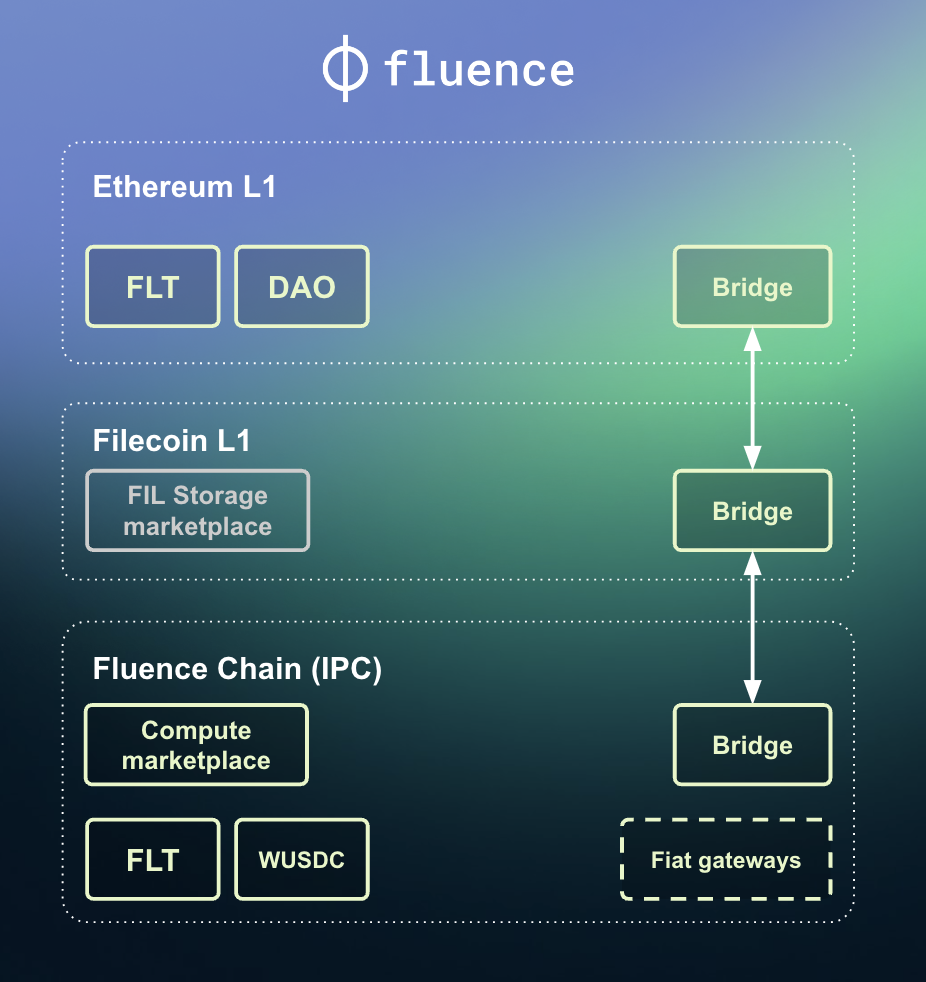 fluence
Ethereum L1
FLT
DAO
Bridge
Filecoin L1
FIL Storage
marketplace
Bridge
Fluence Chain (IPC)
Compute
marketplace
Bridge
FLT
WUSDC
Fiat gateways